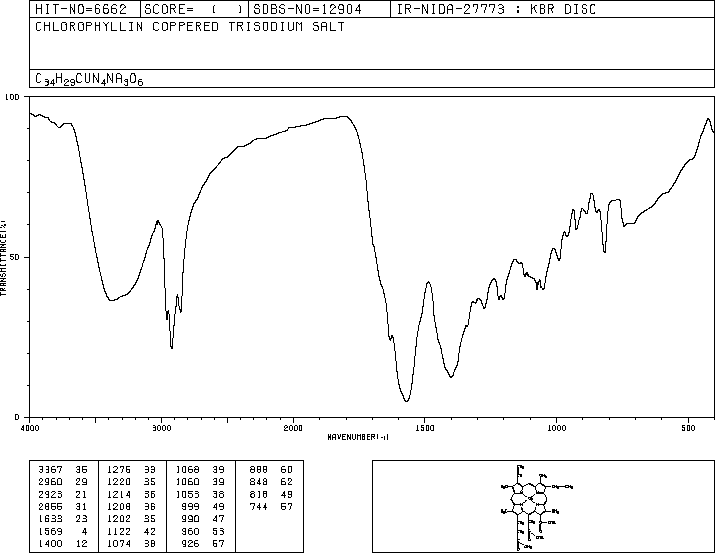 HIT-NO=6662 SCORE= ( ) SDBS-NO=12904 IR-NIDA-27773 : KBR DISC
CHLOROPHYLLIN COPPERED TRISODIUM SALT
C34H29CUN4NA3O6
100
TRANSMITTANCE(%)
50
0
4000 3000 2000 1500 1000 500
WAVENUMBER(-1)
3367 35 1276 33 1068 39 888 60
2960 29 1220 35 1060 39 848 62
2923 21 1214 36 1053 38 818 49
2866 31 1208 36 999 49 744 57
1633 23 1202 35 990 47
1569 4 1122 42 960 53
1400 12 1074 38 926 57